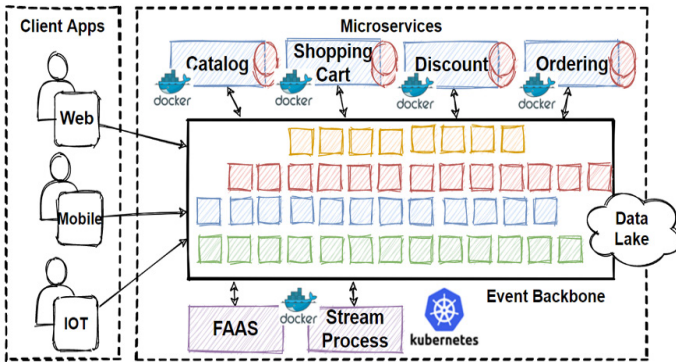 Client Apps
Microservices
Catalog
Shopping
Cart
Discount
Ordering
docker
docker
docker
docker
Web
Mobile
IOT
Data
Lake
Event Backbone
FAAS
docker
Stream
Process
kubernetes